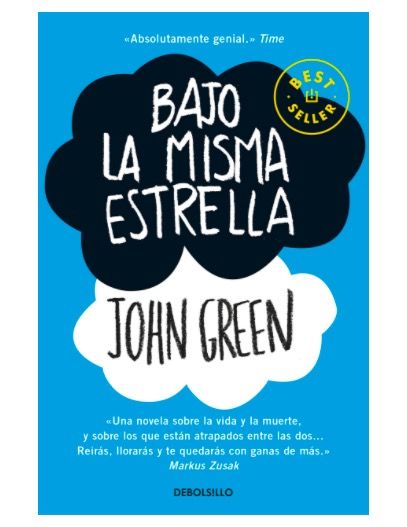 «Absolutamente genial.» Time
BEST
SELLER
BAJO
LA MISMA
ESTRELLA
JOHN GREEN
«Una novela sobre la vida y la muerte,
y sobre los que están atrapados entre las dos...
Reirás, llorarás y te quedarás con ganas de más.»
Markus Zusak
DEBOLSILLO